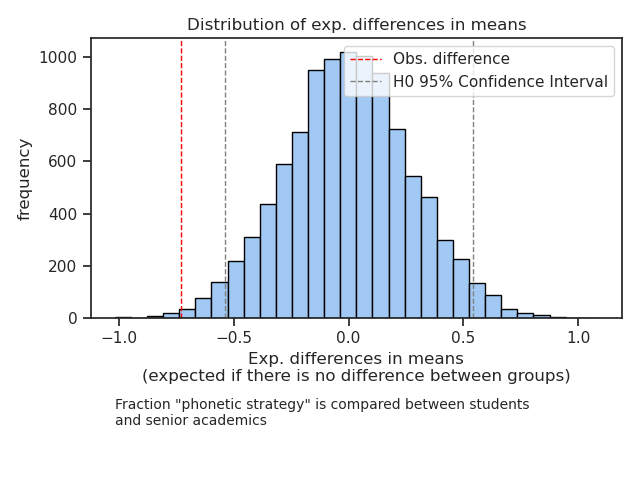 Distribution of exp. differences in means
Obs. difference
H0 95% Confidence Interval
frequency
1000
800
600
400
200
0
−1.0 −0.5 0.0 0.5 1.0
Exp. differences in means
(expected if there is no difference between groups)
Fraction "phonetic strategy" is compared between students
and senior academics